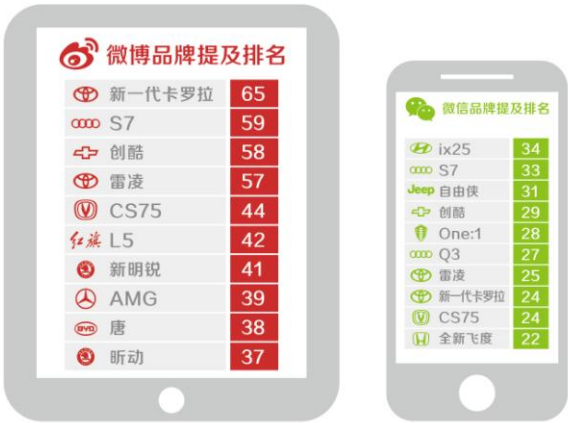 微博品牌提及排名
新一代卡罗拉 65
S7 59
创酷 58
雷凌 57
CS75 44
红旗 L5 42
新明锐 41
AMG 39
BYD 唐 38
昕动 37
微信品牌提及排名
ix25 34
S7 33
Jeep 自由侠 31
创酷 29
One:1 28
Q3 27
雷凌 25
新一代卡罗拉 24
CS75 24
全新飞度 22